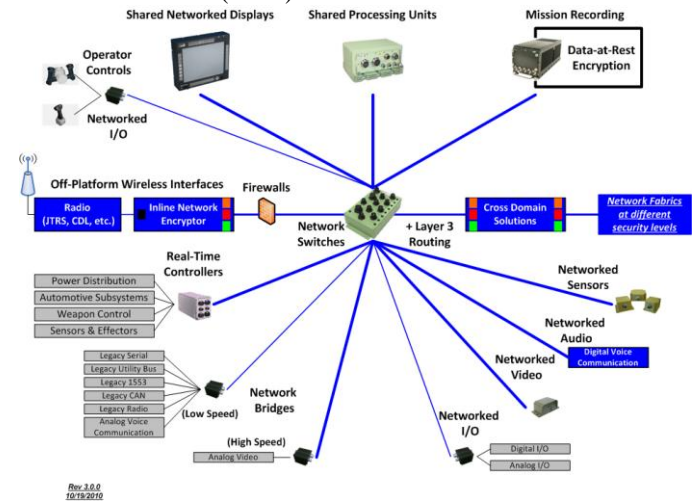 Shared Networked Displays
Shared Processing Units
Mission Recording
Operator
Controls
Data-at-Rest
Encryption
Networked
I/O
Off-Platform Wireless Interfaces
Firewalls
Radio
(JTRS, CDL, etc.)
Inline Network
Encryptor
Network
Switches
+ Layer 3
Routing
Cross Domain
Solutions
Network Fabrics
at different
security levels
Real-Time
Controllers
Power Distribution
Automotive Subsystems
Weapon Control
Sensors & Effectors
Networked
Sensors
Networked
Audio
Digital Voice
Communication
Networked
Video
Legacy Serial
Legacy Utility Bus
Legacy 1553
Legacy CAN
Legacy Radio
Analog Voice
Communication
(Low Speed)
Network
Bridges
(High Speed)
Analog Video
Networked
I/O
Digital I/O
Analog I/O
Rev 3.0.0
10/19/2010